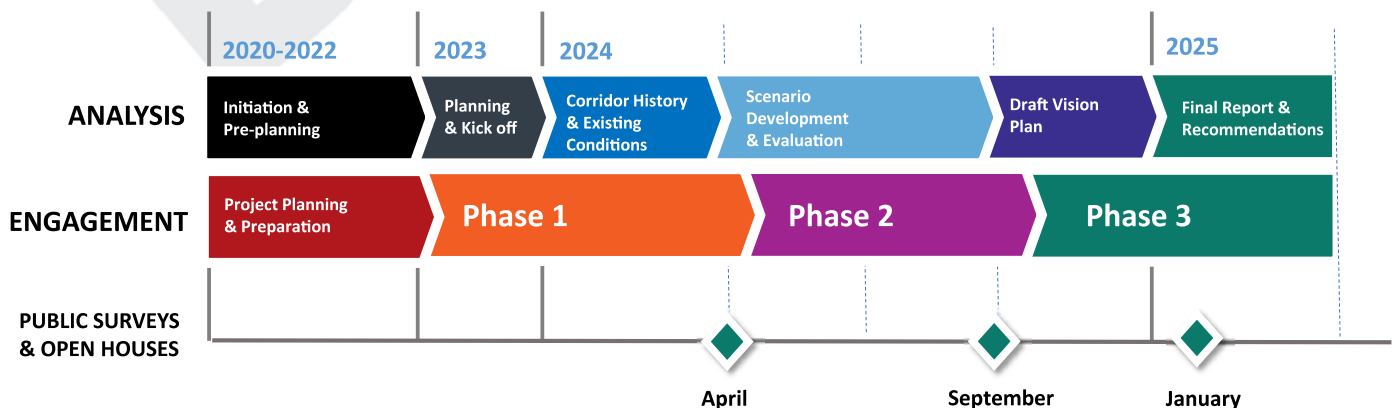 2020-2022
2023
2024
2025
ANALYSIS
Initiation &
Pre-planning
Planning
& Kick off
Corridor History
& Existing
Conditions
Scenario
Development
& Evaluation
Draft Vision
Plan
Final Report &
Recommendations
ENGAGEMENT
Project Planning
& Preparation
Phase 1
Phase 2
Phase 3
PUBLIC SURVEYS
& OPEN HOUSES
April
September
January